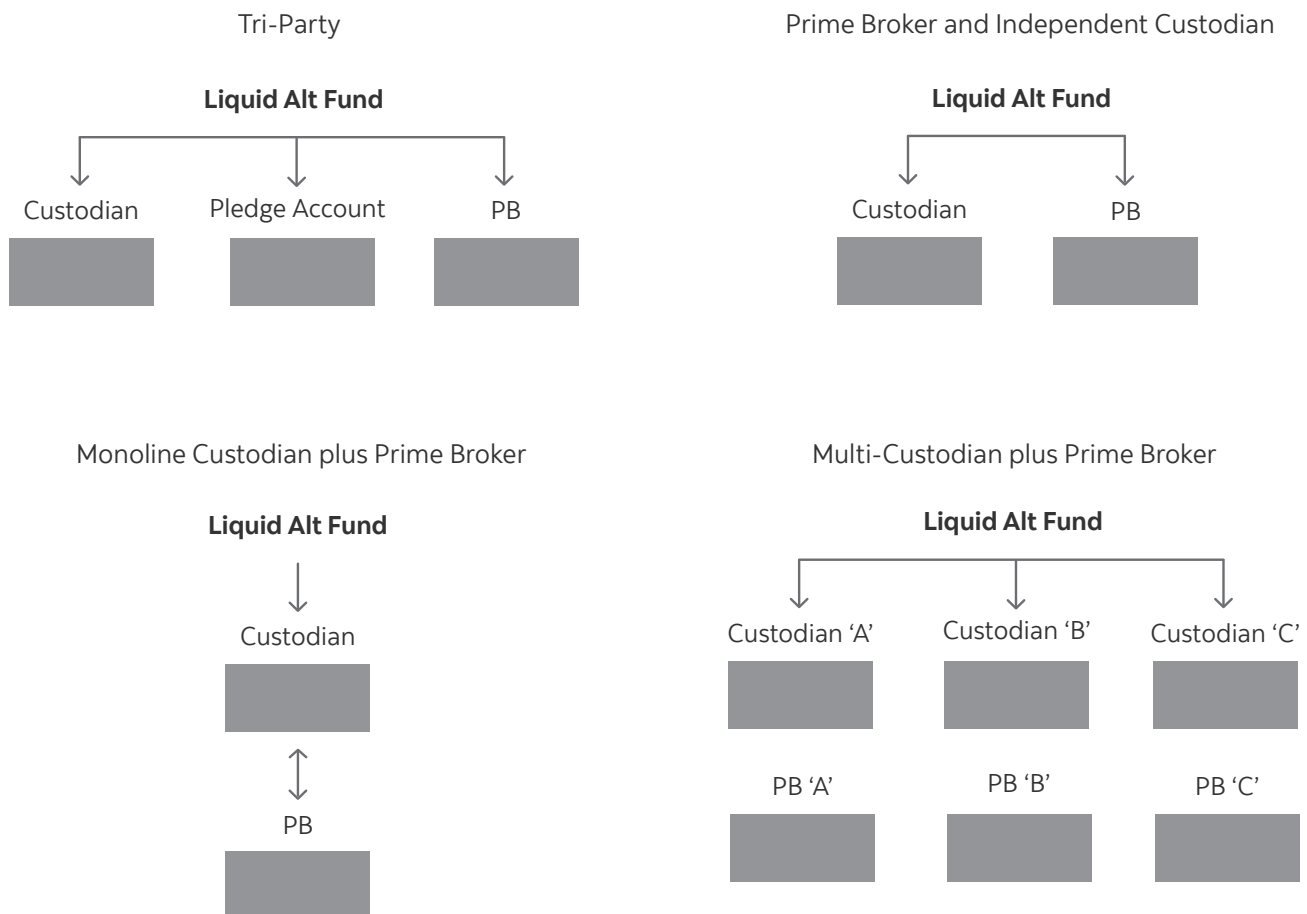 Tri-Party
Liquid Alt Fund
Custodian
Pledge Account
PB
Prime Broker and Independent Custodian
Liquid Alt Fund
Custodian
PB
Monoline Custodian plus Prime Broker
Liquid Alt Fund
Custodian
PB
Multi-Custodian plus Prime Broker
Liquid Alt Fund
Custodian ‘A’
Custodian ‘B’
Custodian ‘C’
PB ‘A’
PB ‘B’
PB ‘C’